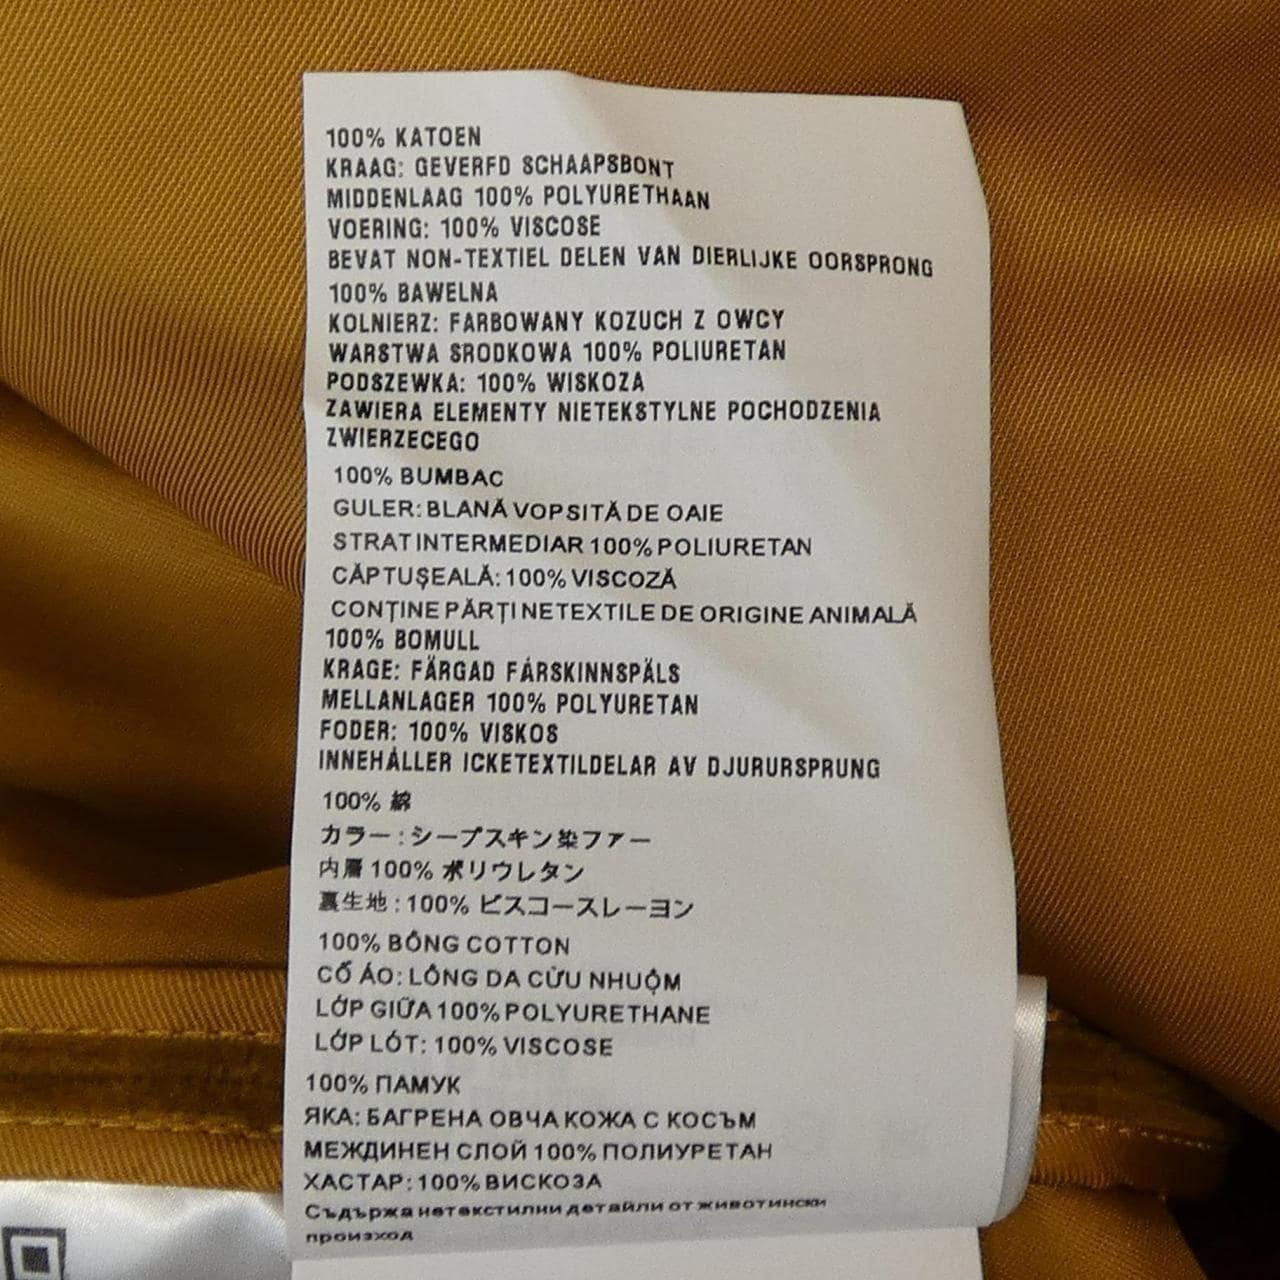 100% KATOEN
KRAAG: GEVERFD SCHAAPSBONT
MIDDENLAAG 100% POLYURETHAAN
VOERING: 100% VISCOSE
BEVAT NON-TEXTIEL DELEN VAN DIERLIJKE OORSPRONG
100% BAWELNA
KOLNIERZ: FARBOWANY KOZUCH Z OWCY
WARSTWA SRODKOWA 100% POLIURETAN
PODSZEWKA: 100% WISKOZA
ZAWIERA ELEMENTY NIETEKSTYLNE POCHODZENIA
ZWIERZECEGO
100% BUMBAC
GULER: BLANĂ VOPSITĂ DE OAIE
STRAT INTERMEDIAR 100% POLIURETAN
CĂPTUȘEALĂ: 100% VISCOZĂ
CONȚINE PĂRȚI NETEXTILE DE ORIGINE ANIMALĂ
100% BOMULL
KRAGE: FÄRGAD FÅRSKINNSPÄLS
MELLANLAGER 100% POLYURETAN
FODER: 100% VISKOS
INNEHÅLLER ICKETEXTILDELAR AV DJURURSPRUNG
100% 綿
カラー : シープスキン染ファー
内層 100% ポリウレタン
裏生地 : 100% ビスコースレーヨン
100% BÔNG COTTON
CỔ ÁO: LÔNG DA CỪU NHUỘM
LỚP GIỮA 100% POLYURETHANE
LỚP LÓT: 100% VISCOSE
100% ПАМУК
ЯКА: БАГРЕНА ОВЧА КОЖА С КОСЪМ
МЕЖДИНЕН СЛОЙ 100% ПОЛИУРЕТАН
ХАСТАР: 100% ВИСКОЗА
Съдържа нетекстилни детайли от животински
произход